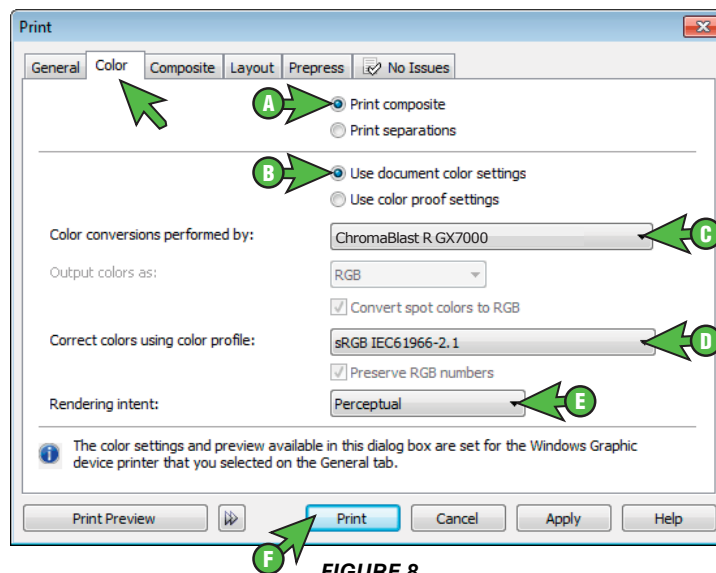 Print
General Color Composite Layout Prepress No Issues
A Print composite
Print separations
B Use document color settings
Use color proof settings
Color conversions performed by: ChromaBlast R GX7000 C
Output colors as: RGB
Convert spot colors to RGB
Correct colors using color profile: sRGB IEC61966-2.1 D
Preserve RGB numbers
Rendering intent: Perceptual E
The color settings and preview available in this dialog box are set for the Windows Graphic
device printer that you selected on the General tab.
Print Preview Print Cancel Apply Help
F
FIGURE 8